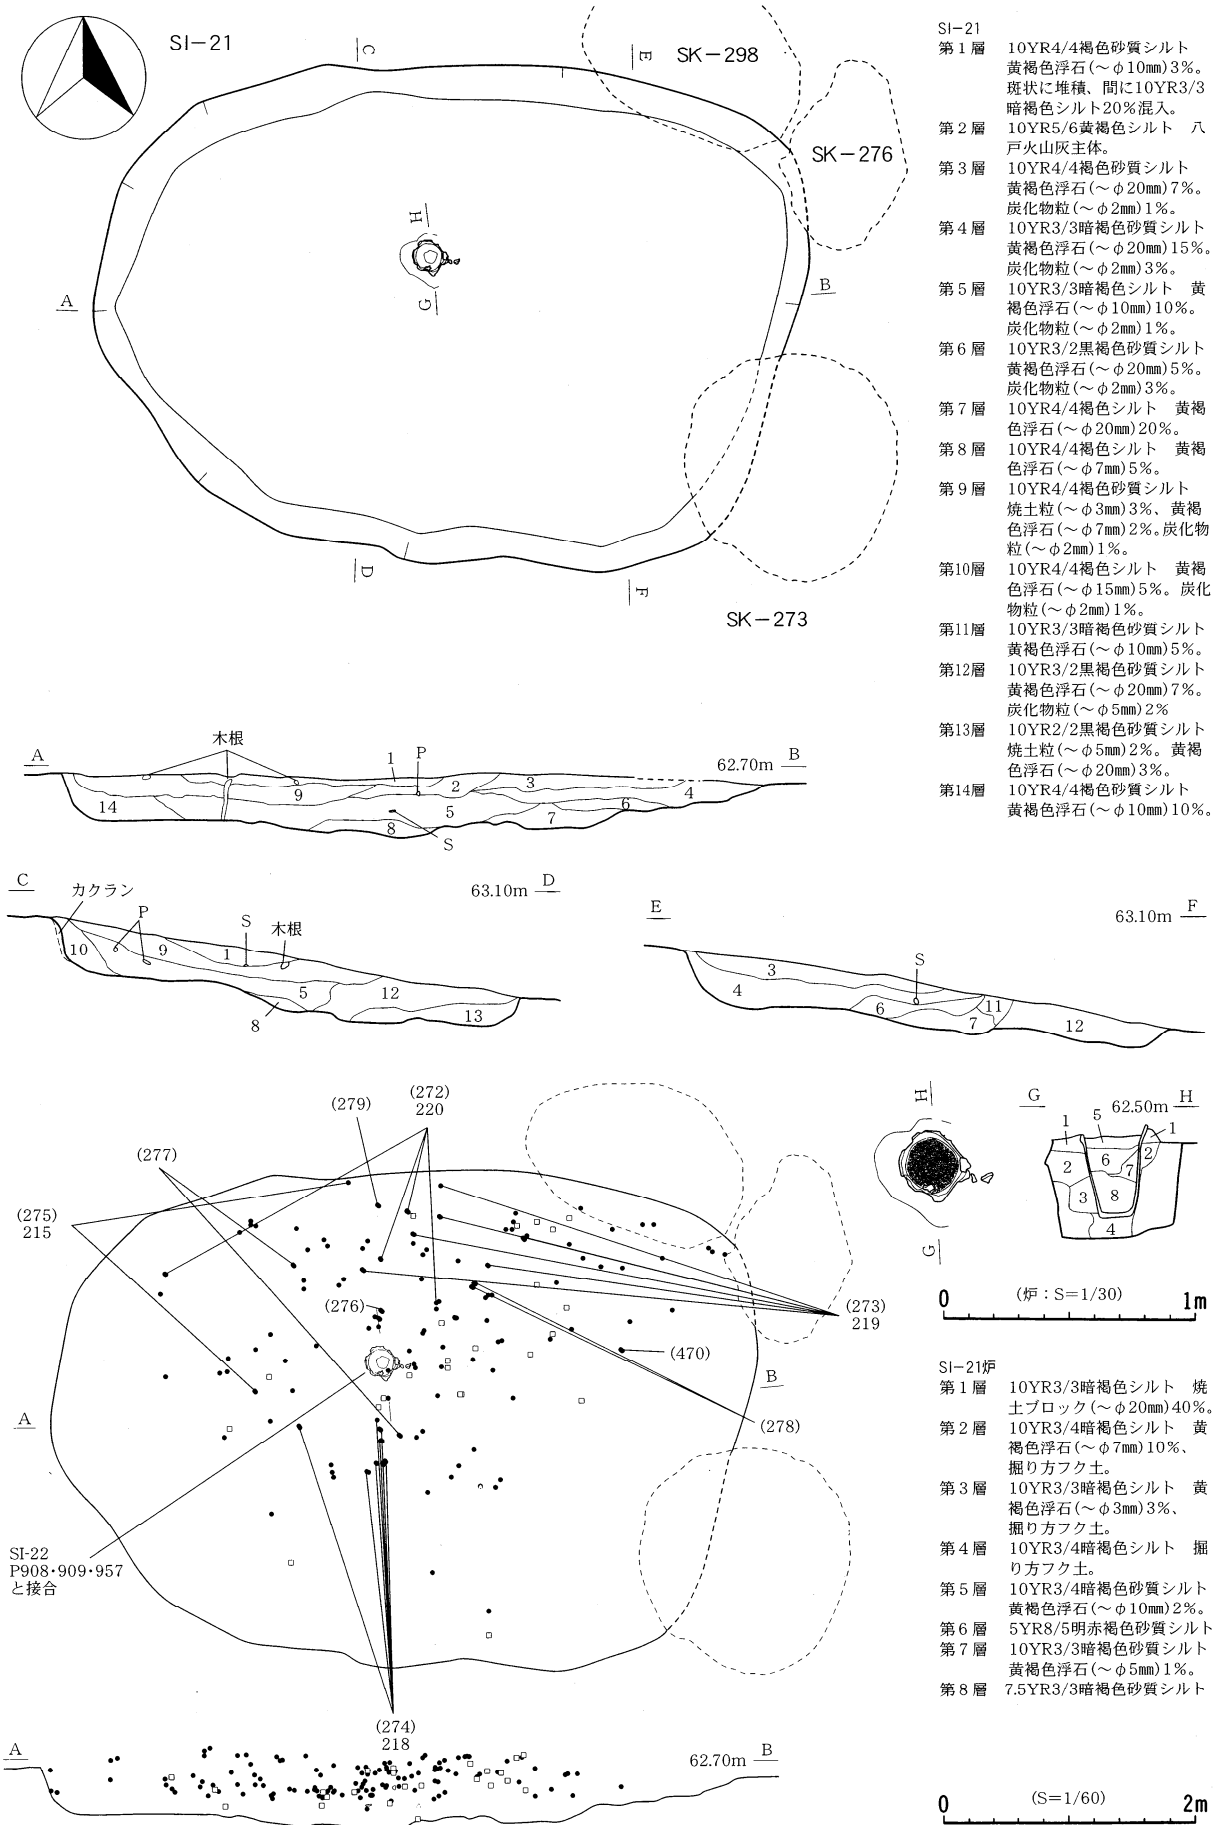 SI-21
C
E
SK-298
SK-276
H
G
A
B
D
F
SK-273
SI-21
第1層 10YR4/4褐色砂質シルト
黄褐色浮石(～φ10mm)3%。
斑状に堆積、間に10YR3/3
暗褐色シルト20%混入。
第2層 10YR5/6黄褐色シルト 八
戸火山灰主体。
第3層 10YR4/4褐色砂質シルト
黄褐色浮石(～φ20mm)7%。
炭化物粒(～φ2mm)1%。
第4層 10YR3/3暗褐色砂質シルト
黄褐色浮石(～φ20mm)15%。
炭化物粒(～φ2mm)3%。
第5層 10YR3/3暗褐色シルト 黄
褐色浮石(～φ10mm)10%。
炭化物粒(～φ2mm)1%。
第6層 10YR3/2黒褐色砂質シルト
黄褐色浮石(～φ20mm)5%。
炭化物粒(～φ2mm)3%。
第7層 10YR4/4褐色シルト 黄褐
色浮石(～φ20mm)20%。
第8層 10YR4/4褐色シルト 黄褐
色浮石(～φ7mm)5%。
第9層 10YR4/4褐色砂質シルト
焼土粒(～φ3mm)3%、黄褐
色浮石(～φ7mm)2%。炭化物
粒(～φ2mm)1%。
第10層 10YR4/4褐色シルト 黄褐
色浮石(～φ15mm)5%。炭化
物粒(～φ2mm)1%。
第11層 10YR3/3暗褐色砂質シルト
黄褐色浮石(～φ10mm)5%。
第12層 10YR3/2黒褐色砂質シルト
黄褐色浮石(～φ20mm)7%。
炭化物粒(～φ5mm)2%
第13層 10YR2/2黒褐色砂質シルト
焼土粒(～φ5mm)2%。黄褐
色浮石(～φ20mm)3%。
第14層 10YR4/4褐色砂質シルト
黄褐色浮石(～φ10mm)10%。
A
木根
1
P
62.70m B
14
9
2
3
4
5
6
7
8
S
C
カクラン
P
S
木根
63.10m D
10
9
1
5
12
8
13
E
63.10m F
S
3
4
6
11
7
12
(279)
(272)
220
(277)
(275)
215
(276)
(273)
219
(470)
(278)
A
B
SI-22
P908・909・957
と接合
(274)
218
H
G
G
62.50m H
1
5
1
2
6
7
2
3
8
4
(炉：S=1/30)
0 1m
SI-21炉
第1層 10YR3/3暗褐色シルト 焼
土ブロック(～φ20mm)40%。
第2層 10YR3/4暗褐色シルト 黄
褐色浮石(～φ7mm)10%、
掘り方フク土。
第3層 10YR3/3暗褐色シルト 黄
褐色浮石(～φ3mm)3%、
掘り方フク土。
第4層 10YR3/4暗褐色シルト 掘
り方フク土。
第5層 10YR3/4暗褐色砂質シルト
黄褐色浮石(～φ10mm)2%。
第6層 5YR8/5明赤褐色砂質シルト
第7層 10YR3/3暗褐色砂質シルト
黄褐色浮石(～φ5mm)1%。
第8層 7.5YR3/3暗褐色砂質シルト
A
62.70m B
(S=1/60)
0 2m